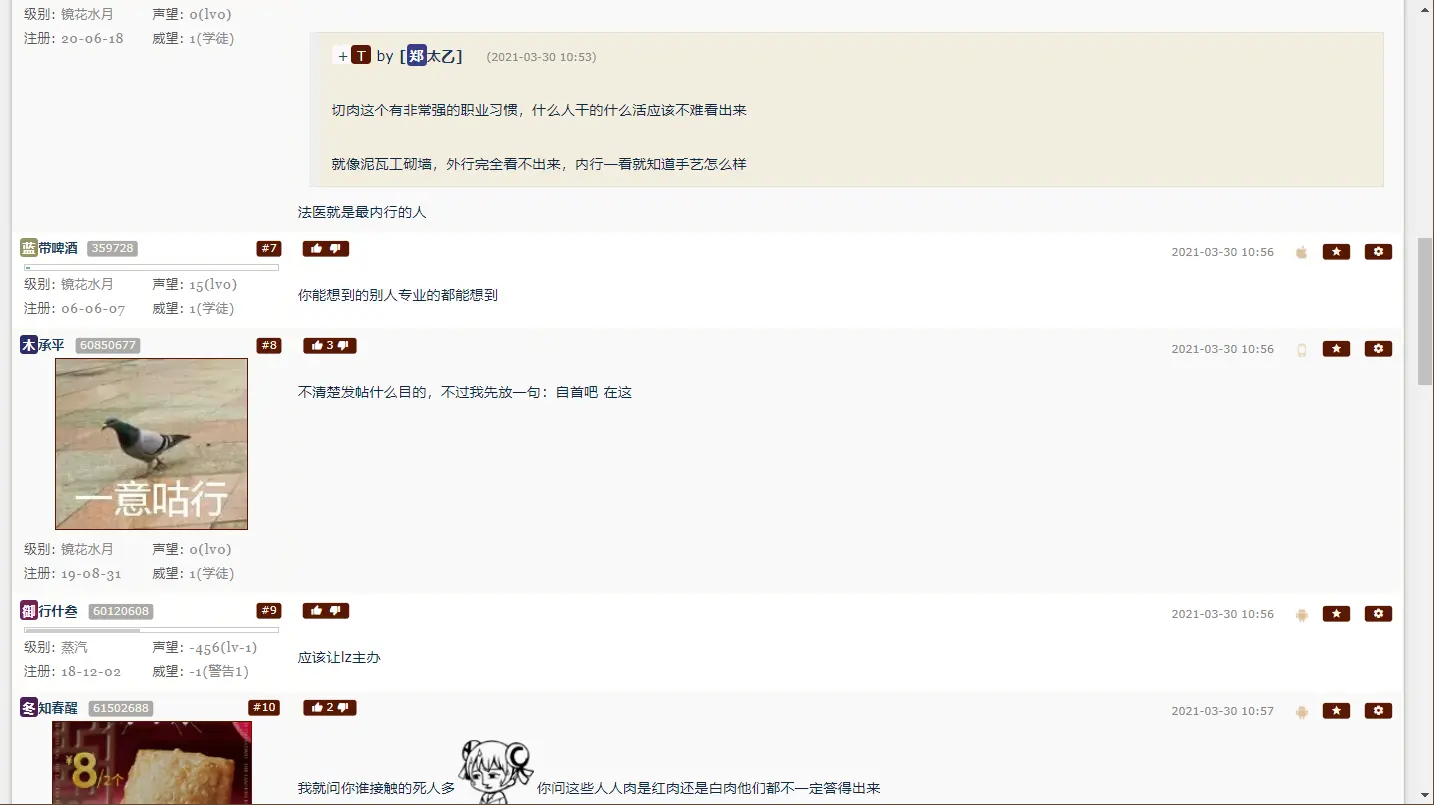 级别: 镜花水月 声望: 0(lv0)
注册: 20-06-18 威望: 1(学徒)
+ T by [郑太乙] (2021-03-30 10:53)
切肉这个有非常强的职业习惯，什么人干的什么活应该不难看出来
就像泥瓦工砌墙，外行完全看不出来，内行一看就知道手艺怎么样
法医就是最内行的人
蓝带啤酒 359728 #7 2021-03-30 10:56
级别: 镜花水月 声望: 15(lv0)
注册: 06-06-07 威望: 1(学徒)
你能想到的别人专业的都能想到
木承平 60850677 #8 3 2021-03-30 10:56
不清楚发帖什么目的，不过我先放一句：自首吧 在这
一意咕行
级别: 镜花水月 声望: 0(lv0)
注册: 19-08-31 威望: 1(学徒)
御行什叁 60120608 #9 2021-03-30 10:56
级别: 蒸汽 声望: -456(lv-1)
注册: 18-12-02 威望: -1(警告1)
应该让lz主办
冬知春醒 61502688 #10 2 2021-03-30 10:57
¥8/2个
我就问你谁接触的死人多 你问这些人人肉是红肉还是白肉他们都不一定答得出来